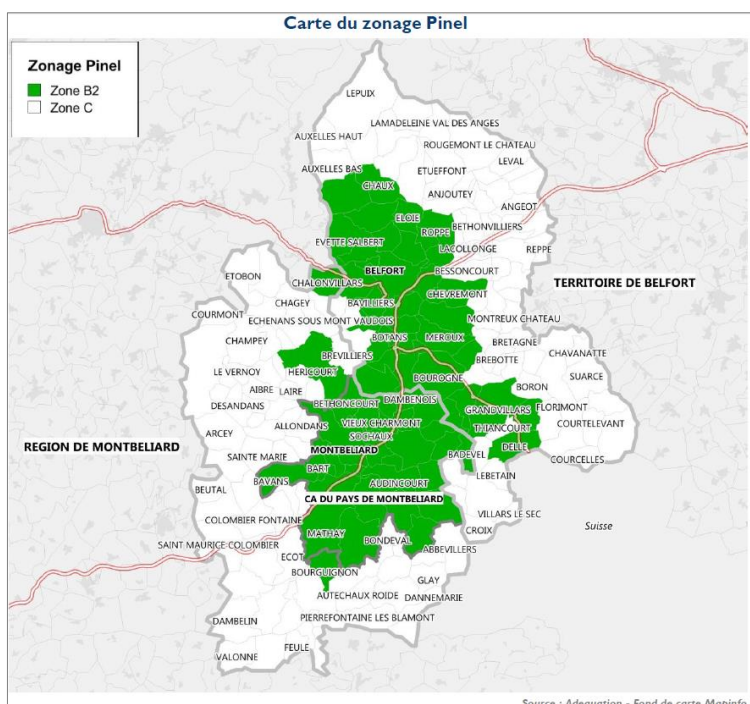 Carte du zonage Pinel
Zonage Pinel
Zone B2
Zone C
LEPUIX
LAMADELEINE VAL DES ANGES
AUXELLES HAUT
ROUGEMONT LE CHATEAU
LEVAL
AUXELLES BAS
ETUEFFONT
CHAUX
ANJOUTEY
ANGEOT
ELOIE
BETHONVILLIERS
ROPPE
EVETTE SALBERT
LACOLLONGE
REPPE
BELFORT
BESSONCOURT
ETOBON
CHALONVILLARS
TERRITOIRE DE BELFORT
CHEVREMONT
CHAGEY
BAVILLIERS
COURMONT
ECHENANS SOUS MONT VAUDOIS
MONTREUX CHATEAU
CHAMPEY
BOTANS
MEROUX
BRETAGNE
BREVILLIERS
BREBOTTE
CHAVANATTE
LE VERNOY
HERICOURT
SUARCE
AIBRE
LAIRE
BOUROGNE
BORON
DESANDANS
BETHONCOURT
DAMBENOIS
GRANDVILLARS
FLORIMONT
ALLONDANS
VIEUX CHARMONT
THIANCOURT
COURTELEVANT
ARCEY
SOCHAUX
REGION DE MONTBELIARD
MONTBELIARD
DELLE
SAINTE MARIE
BADEVEL
COURCELLES
BART
LEBETAIN
BAVANS
AUDINCOURT
BEUTAL
CA DU PAYS DE MONTBELIARD
VILLARS LE SEC
COLOMBIER FONTAINE
Suisse
MATHAY
CROIX
SAINT MAURICE COLOMBIER
BONDEVAL
ABBEVILLERS
ECOT
BOURGUIGNON
GLAY
AUTECHAUX ROIDE
DANNEMARIE
DAMBELIN
PIERREFONTAINE LES BLAMONT
FEULE
VALONNE
Source : Adequation - Fond de carte Mapinfo